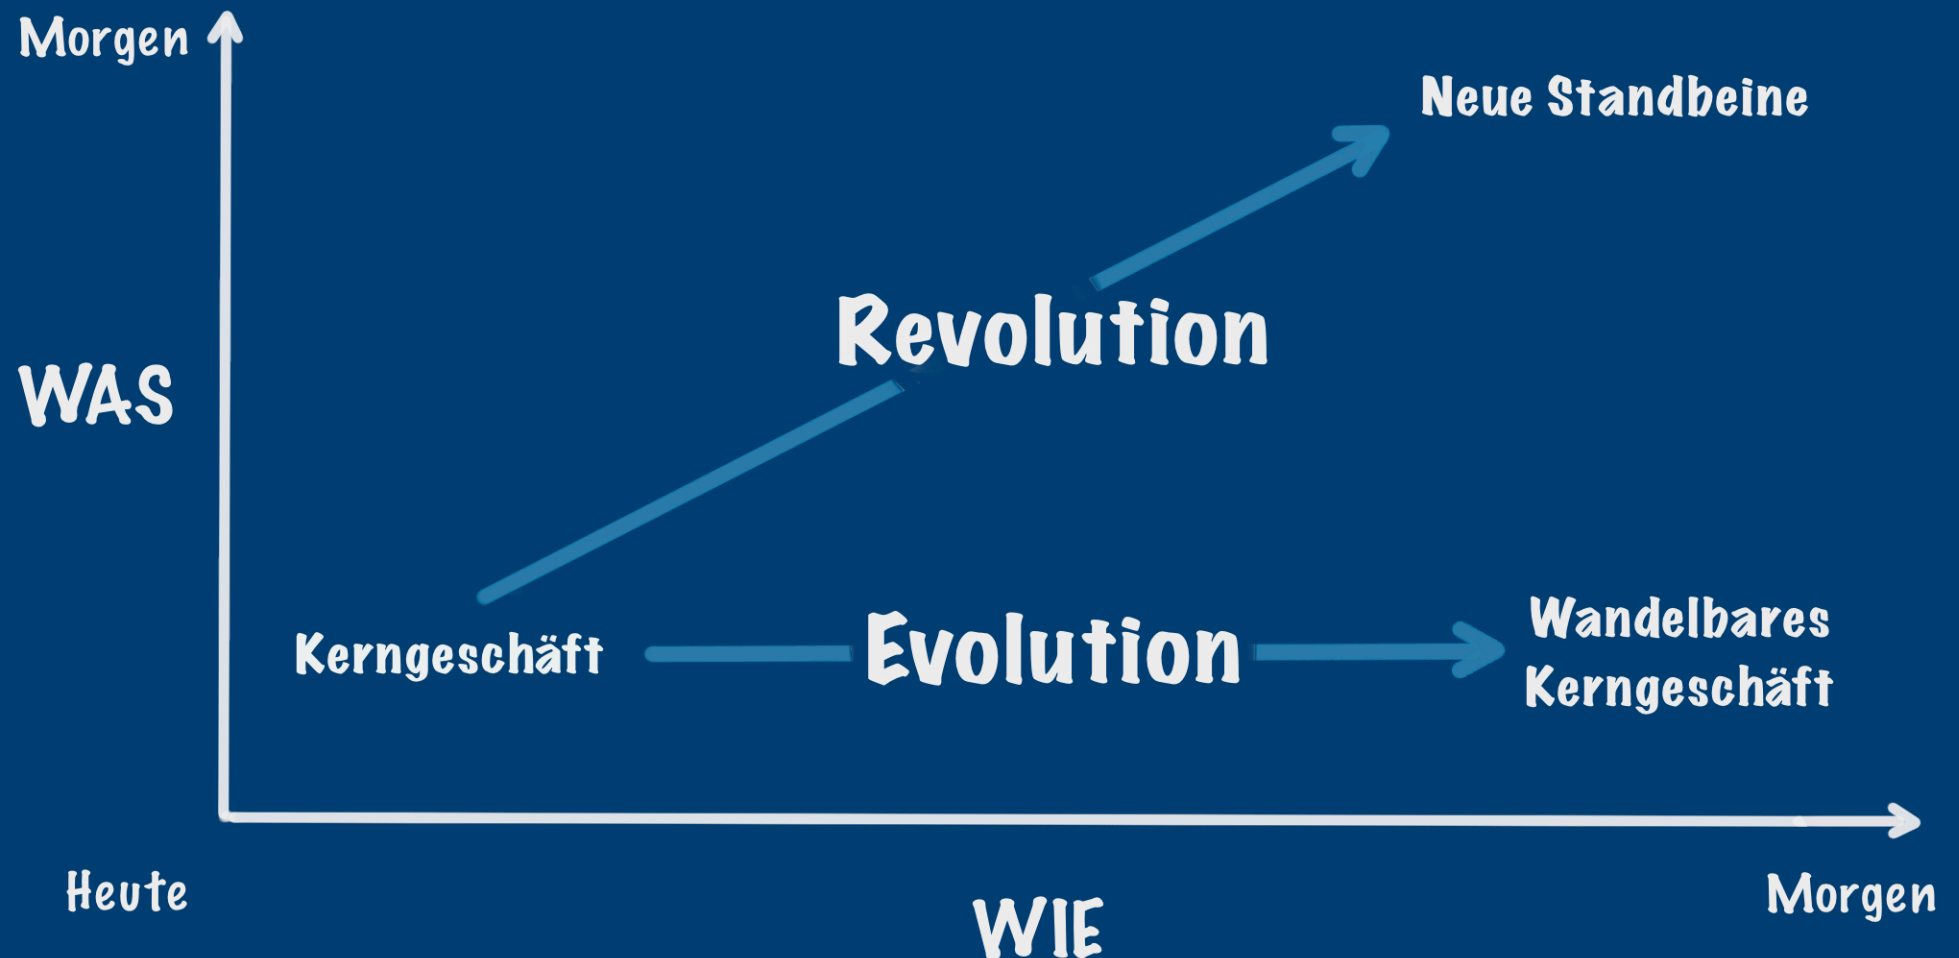 Morgen
Neue Standbeine
Revolution
WAS
Kerngeschäft
Evolution
Wandelbares
Kerngeschäft
Heute
Morgen
WIE